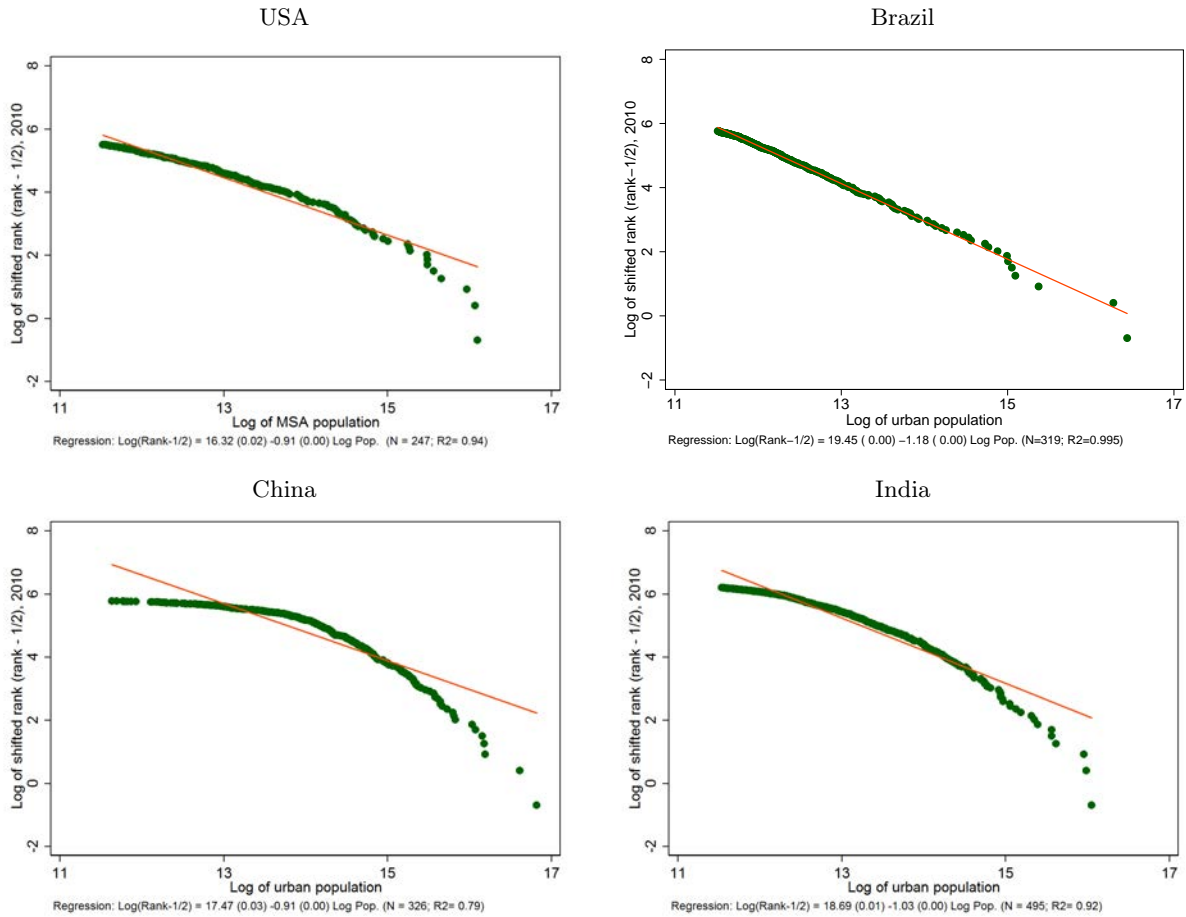 USA
Log of shifted rank (rank - 1/2), 2010
8
6
4
2
0
-2
11
13
15
17
Log of MSA population
Regression: Log(Rank-1/2) = 16.32 (0.02) -0.91 (0.00) Log Pop. (N = 247; R2= 0.94)
Brazil
Log of shifted rank (rank−1/2), 2010
8
6
4
2
0
−2
11
13
15
17
Log of urban population
Regression: Log(Rank−1/2) = 19.45 ( 0.00) −1.18 ( 0.00) Log Pop. (N=319; R2=0.995)
China
Log of shifted rank (rank - 1/2), 2010
8
6
4
2
0
-2
11
13
15
17
Log of urban population
Regression: Log(Rank-1/2) = 17.47 (0.03) -0.91 (0.00) Log Pop. (N = 326; R2= 0.79)
India
Log of shifted rank (rank - 1/2), 2010
8
6
4
2
0
-2
11
13
15
17
Log of urban population
Regression: Log(Rank-1/2) = 18.69 (0.01) -1.03 (0.00) Log Pop. (N = 495; R2= 0.92)